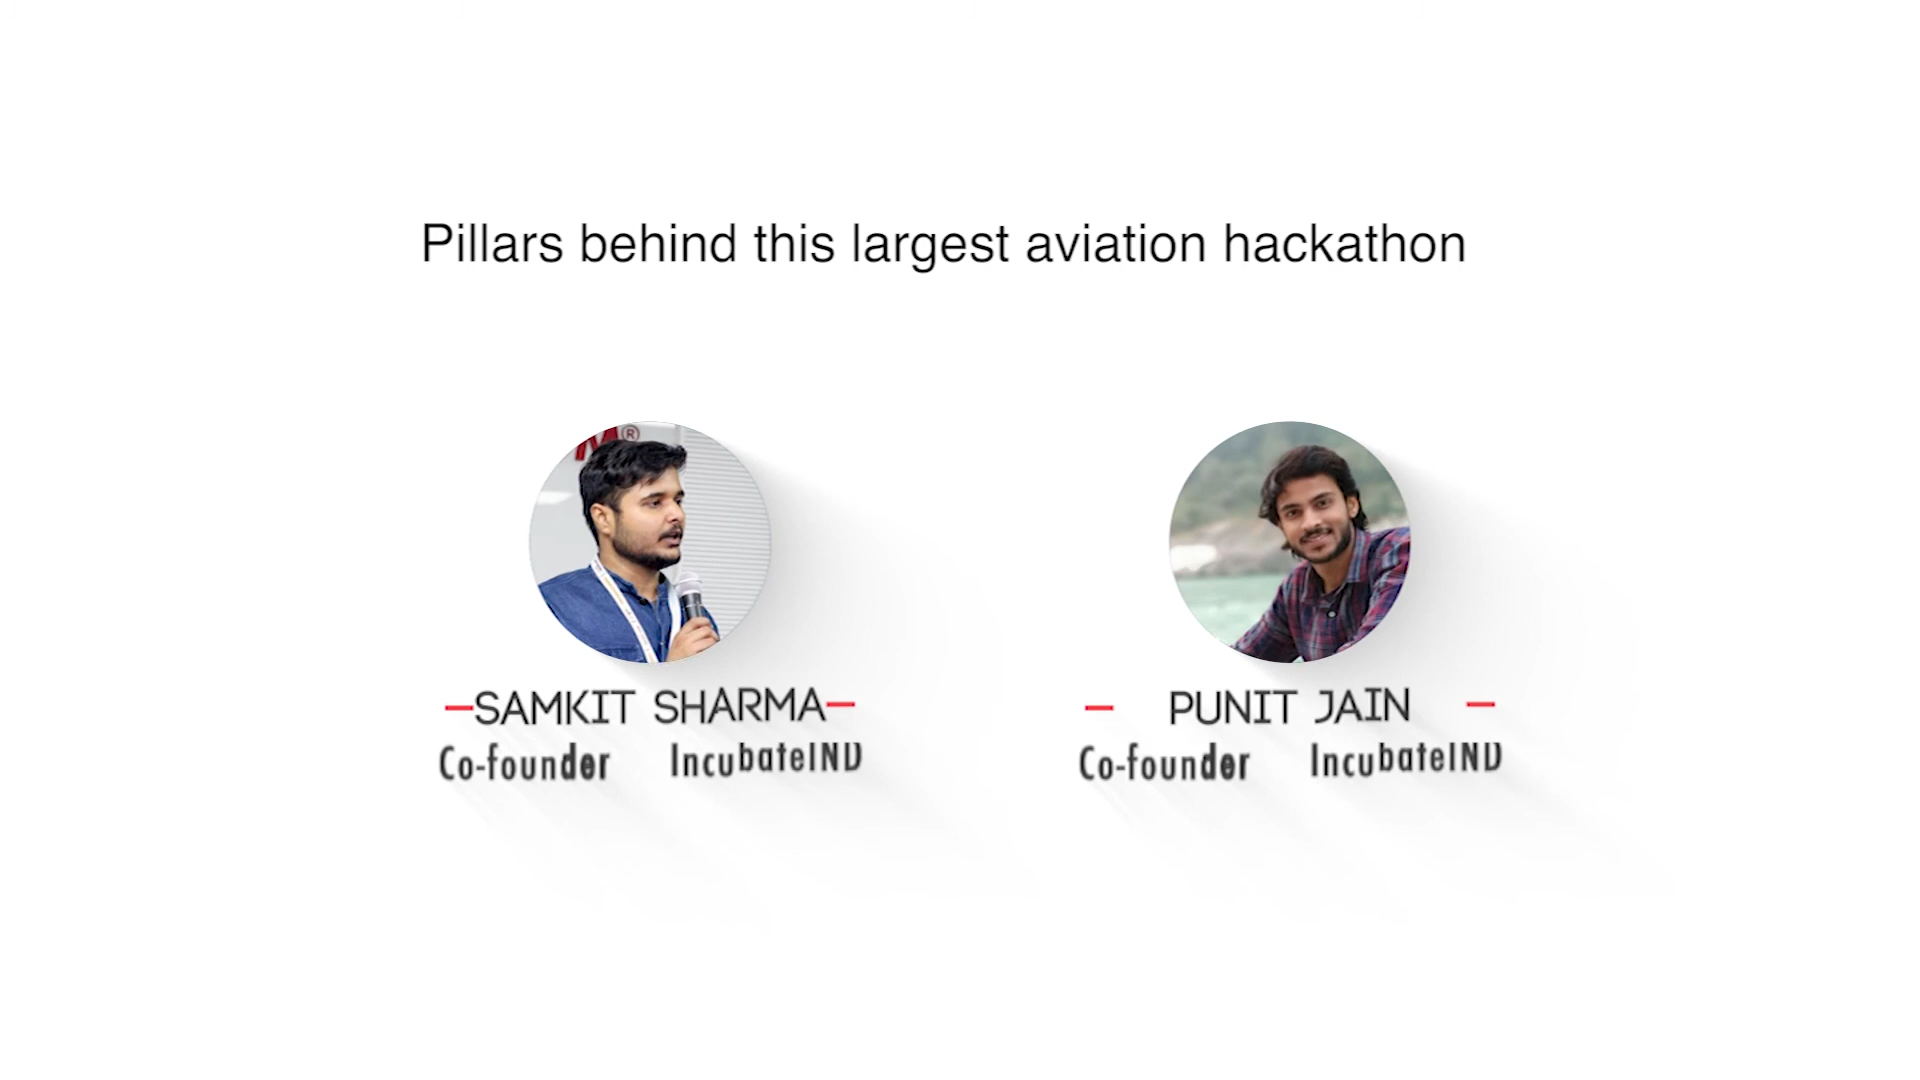 Pillars behind this largest aviation hackathon
®
SAMKIT SHARMA
Co-founder IncubateIND
PUNIT JAIN
Co-founder IncubateIND